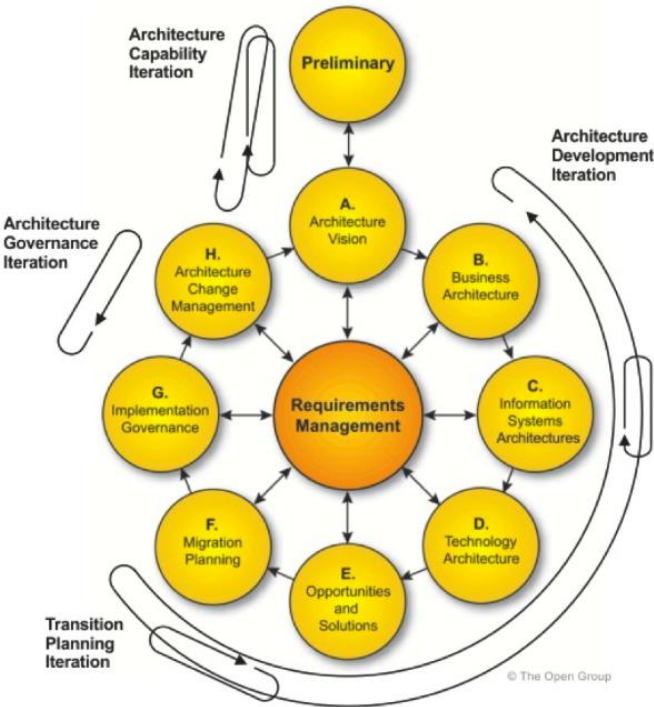 Architecture
Capability
Iteration
Preliminary
Architecture
Development
Iteration
A.
Architecture
Vision
Architecture
Governance
Iteration
H.
Architecture
Change
Management
B.
Business
Architecture
G.
Implementation
Governance
Requirements
Management
C.
Information
Systems
Architectures
F.
Migration
Planning
D.
Technology
Architecture
E.
Opportunities
and
Solutions
Transition
Planning
Iteration
© The Open Group